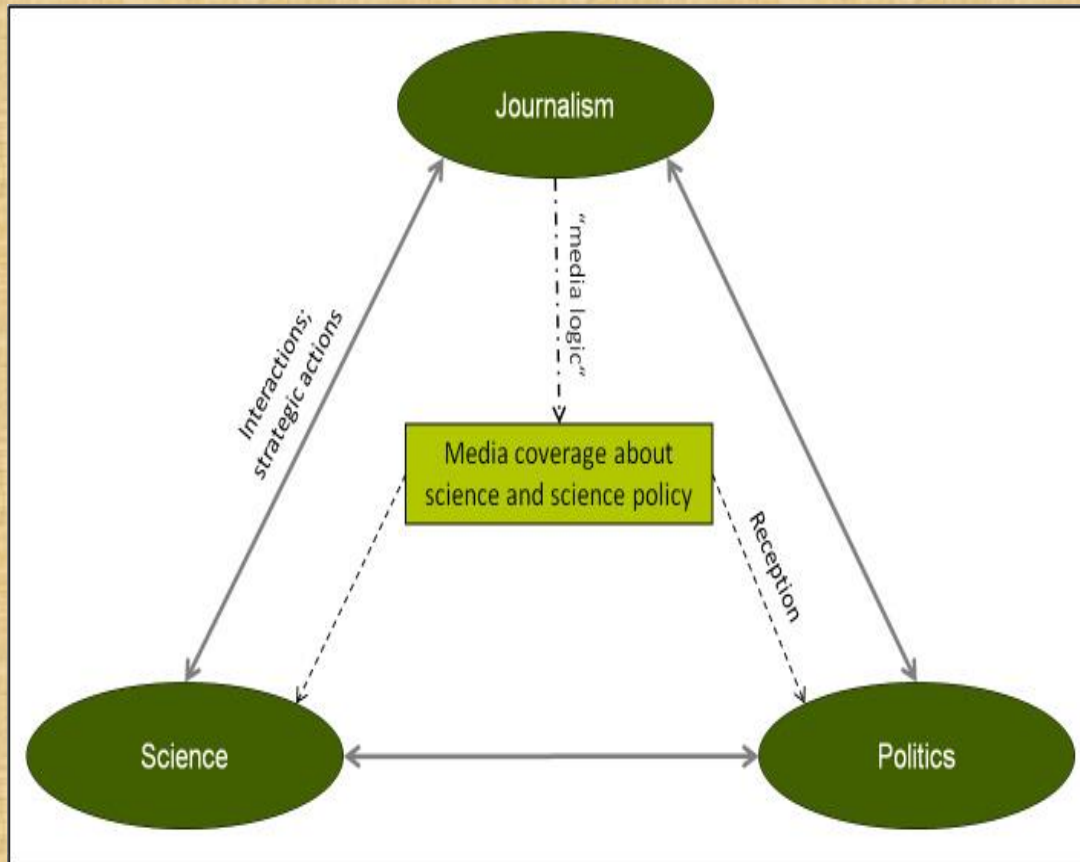 Journalism
“media logic“
Interactions;
strategic actions
Media coverage about
science and science policy
Reception
Science
Politics